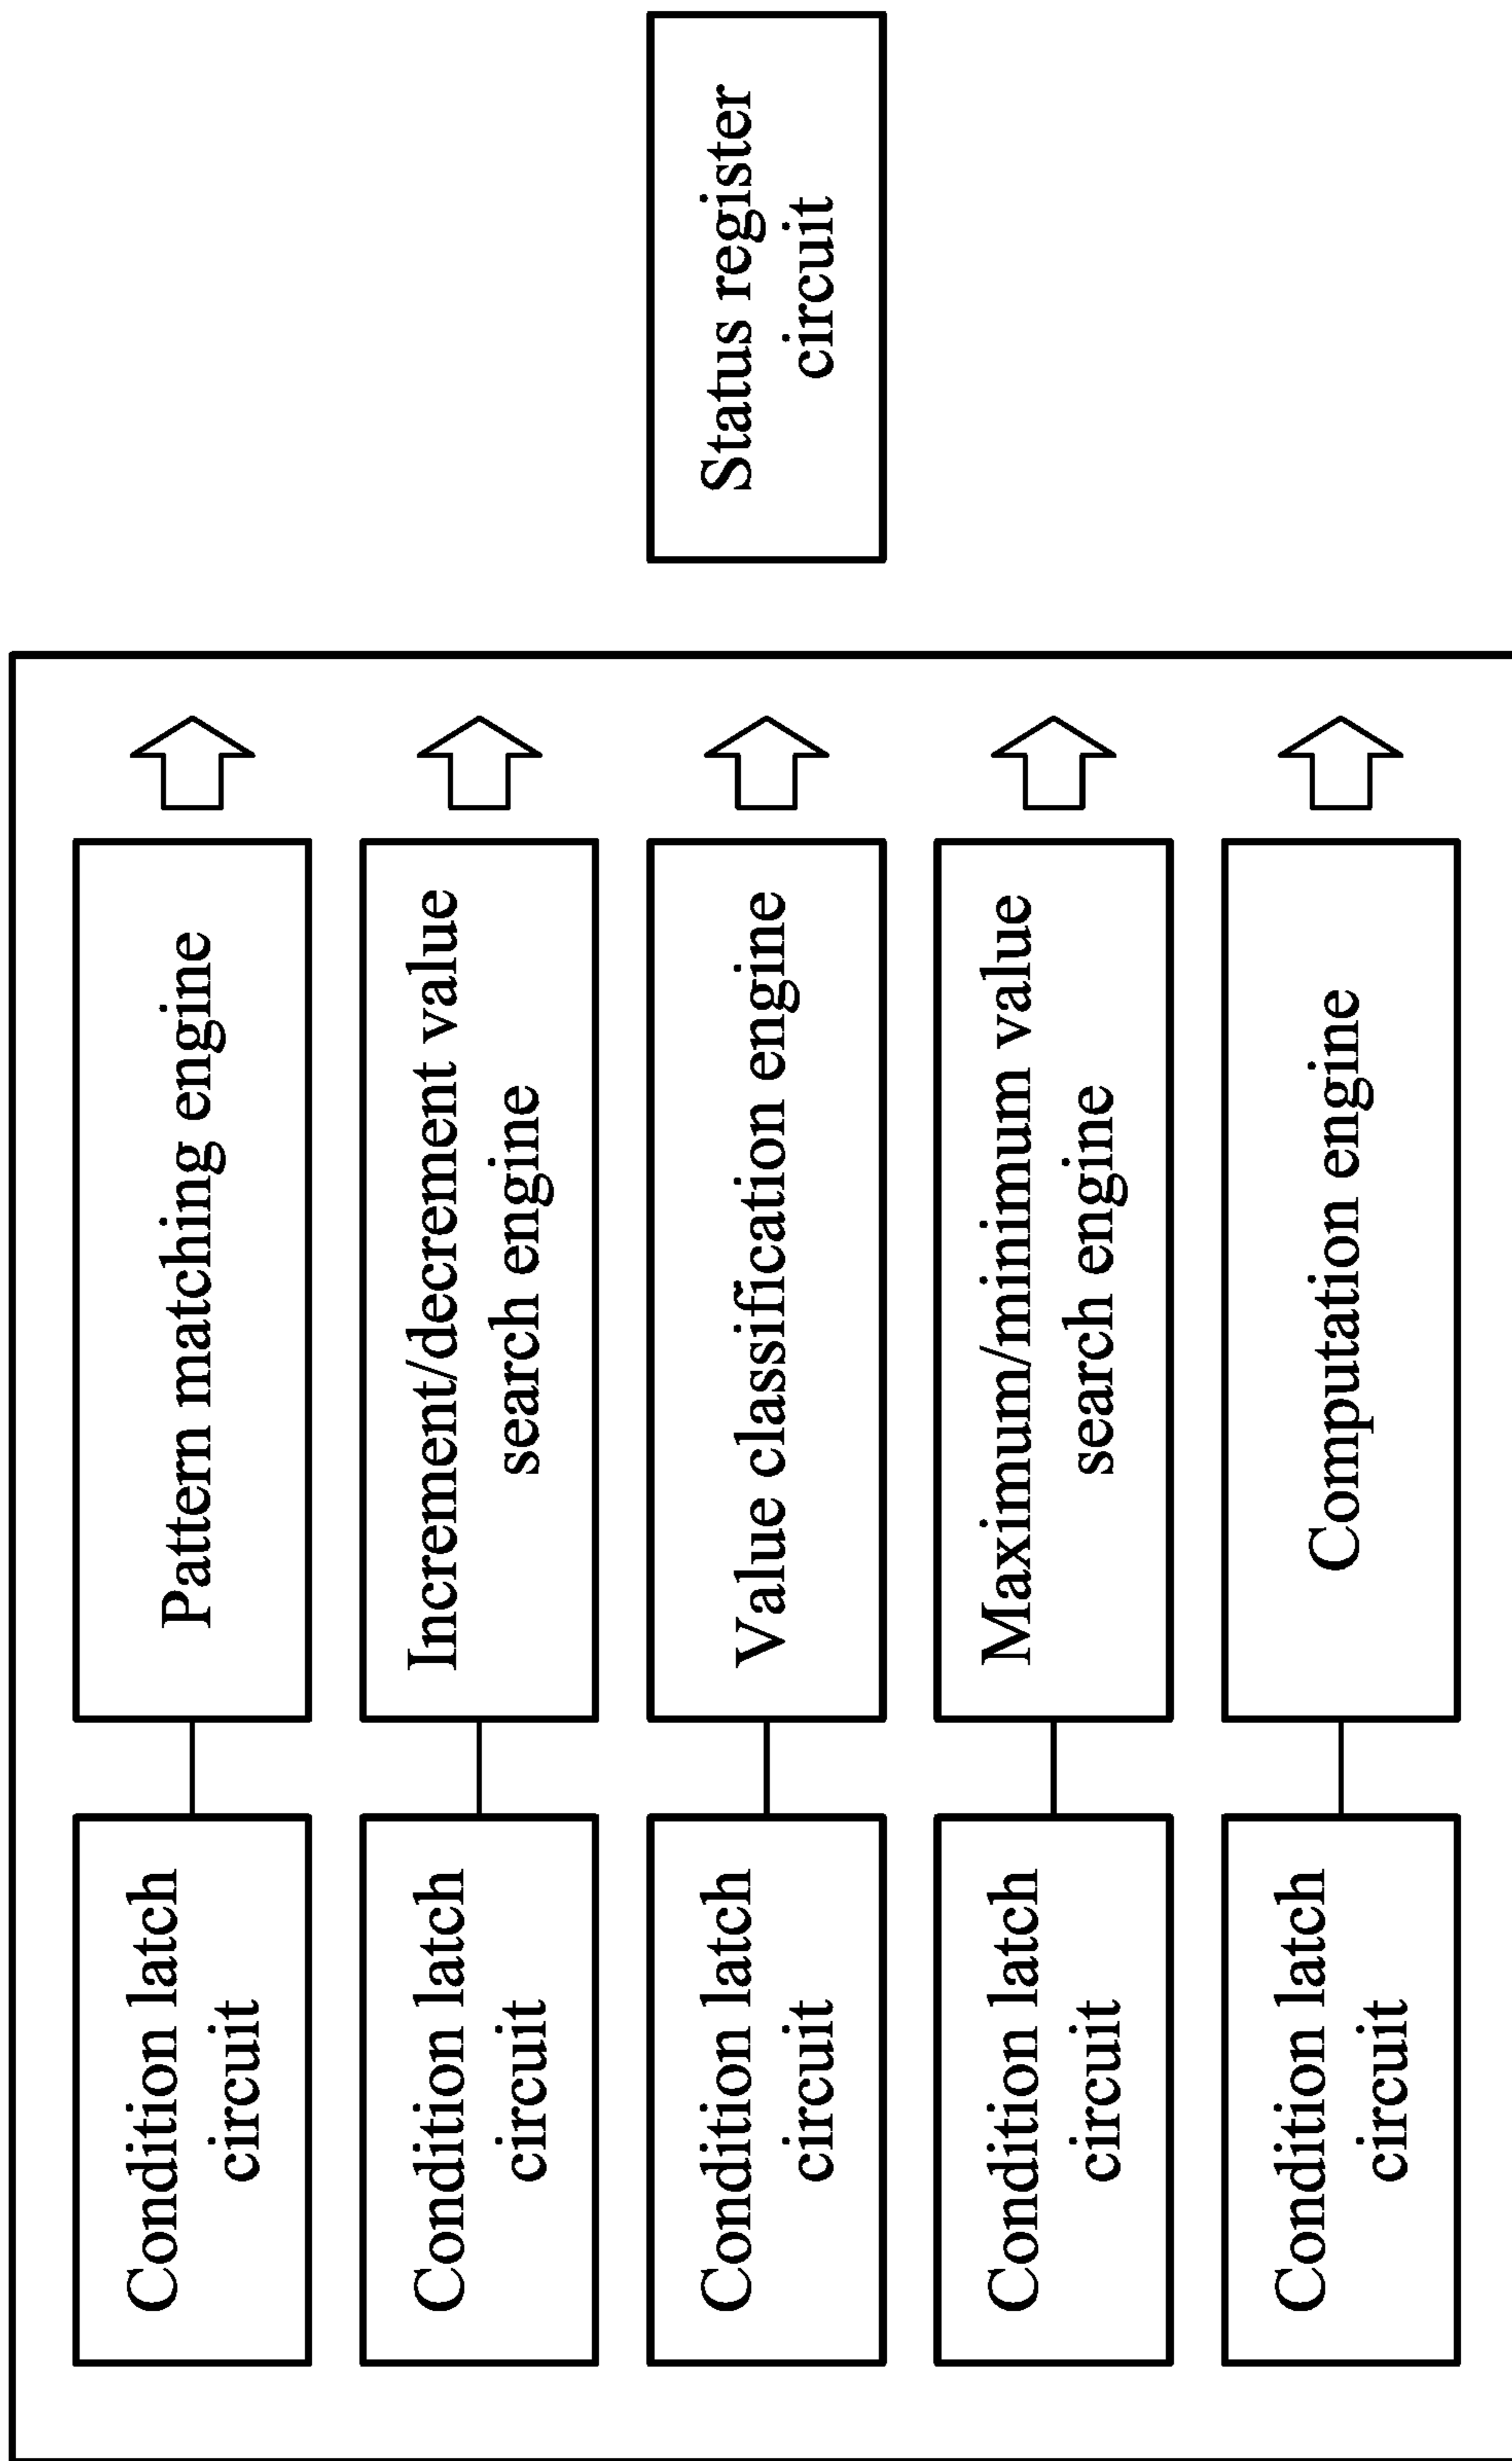 Condition latch
circuit
Pattern matching engine
Condition latch
circuit
Increment/decrement value
search engine
Condition latch
circuit
Value classification engine
Condition latch
circuit
Maximum/minimum value
search engine
Condition latch
circuit
Computation engine
Status register
circuit